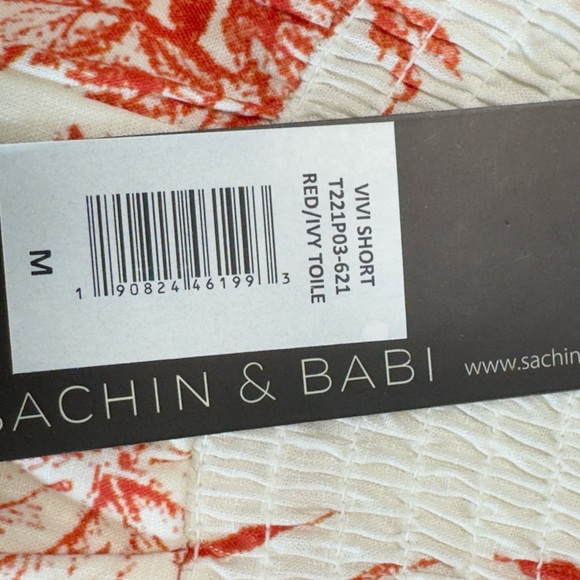 VIVI SHORT
T221P03-621
RED/IVY TOILE
1 90824 46199 3
M
SACHIN & BABI
www.sachin